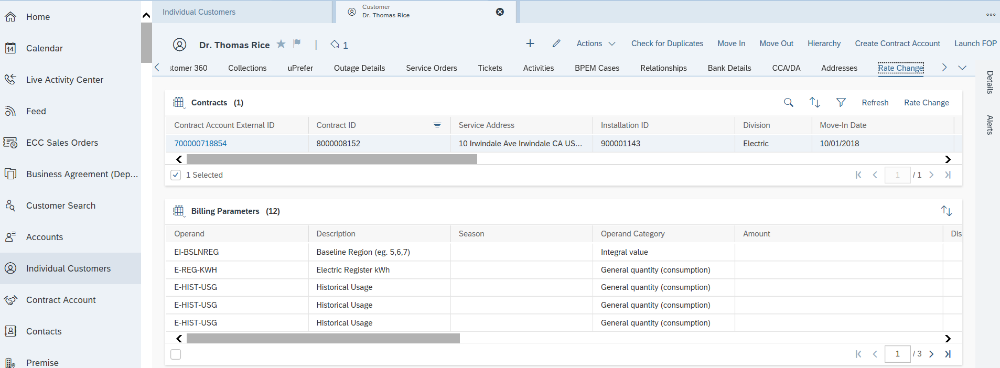 Home
Calendar
14
Live Activity Center
Feed
ECC Sales Orders
Business Agreement (Dep...
Customer Search
Accounts
Individual Customers
Contract Account
Contacts
Premise
Individual Customers
Customer
Dr. Thomas Rice
Dr. Thomas Rice | 1
Actions Check for Duplicates Move In Move Out Hierarchy Create Contract Account Launch FOP
stomer 360 Collections uPrefer Outage Details Service Orders Tickets Activities BPEM Cases Relationships Bank Details CCA/DA Addresses Rate Change
Details
Alerts
Contracts (1)
Refresh Rate Change
Contract Account External ID Contract ID Service Address Installation ID Division Move-In Date
700000718854 8000008152 10 Irwindale Ave Irwindale CA US... 900001143 Electric 10/01/2018
1 Selected
1 / 1
Billing Parameters (12)
Operand Description Season Operand Category Amount Dis
EI-BSLNREG Baseline Region (eg. 5,6,7) Integral value
E-REG-KWH Electric Register kWh General quantity (consumption)
E-HIST-USG Historical Usage General quantity (consumption)
E-HIST-USG Historical Usage General quantity (consumption)
E-HIST-USG Historical Usage General quantity (consumption)
1 / 3